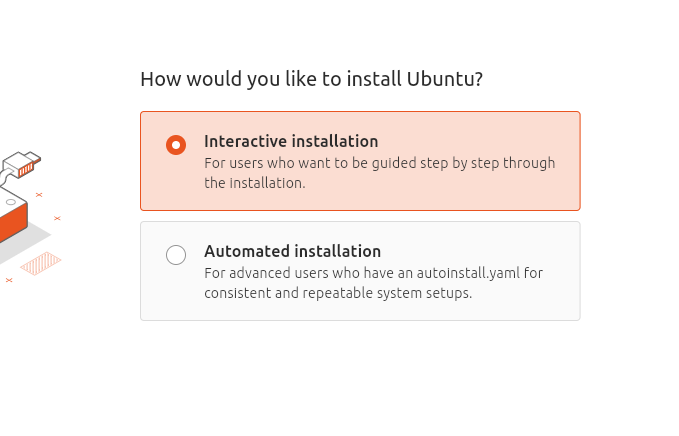 How would you like to install Ubuntu?
Interactive installation
For users who want to be guided step by step through
the installation.
Automated installation
For advanced users who have an autoinstall.yaml for
consistent and repeatable system setups.